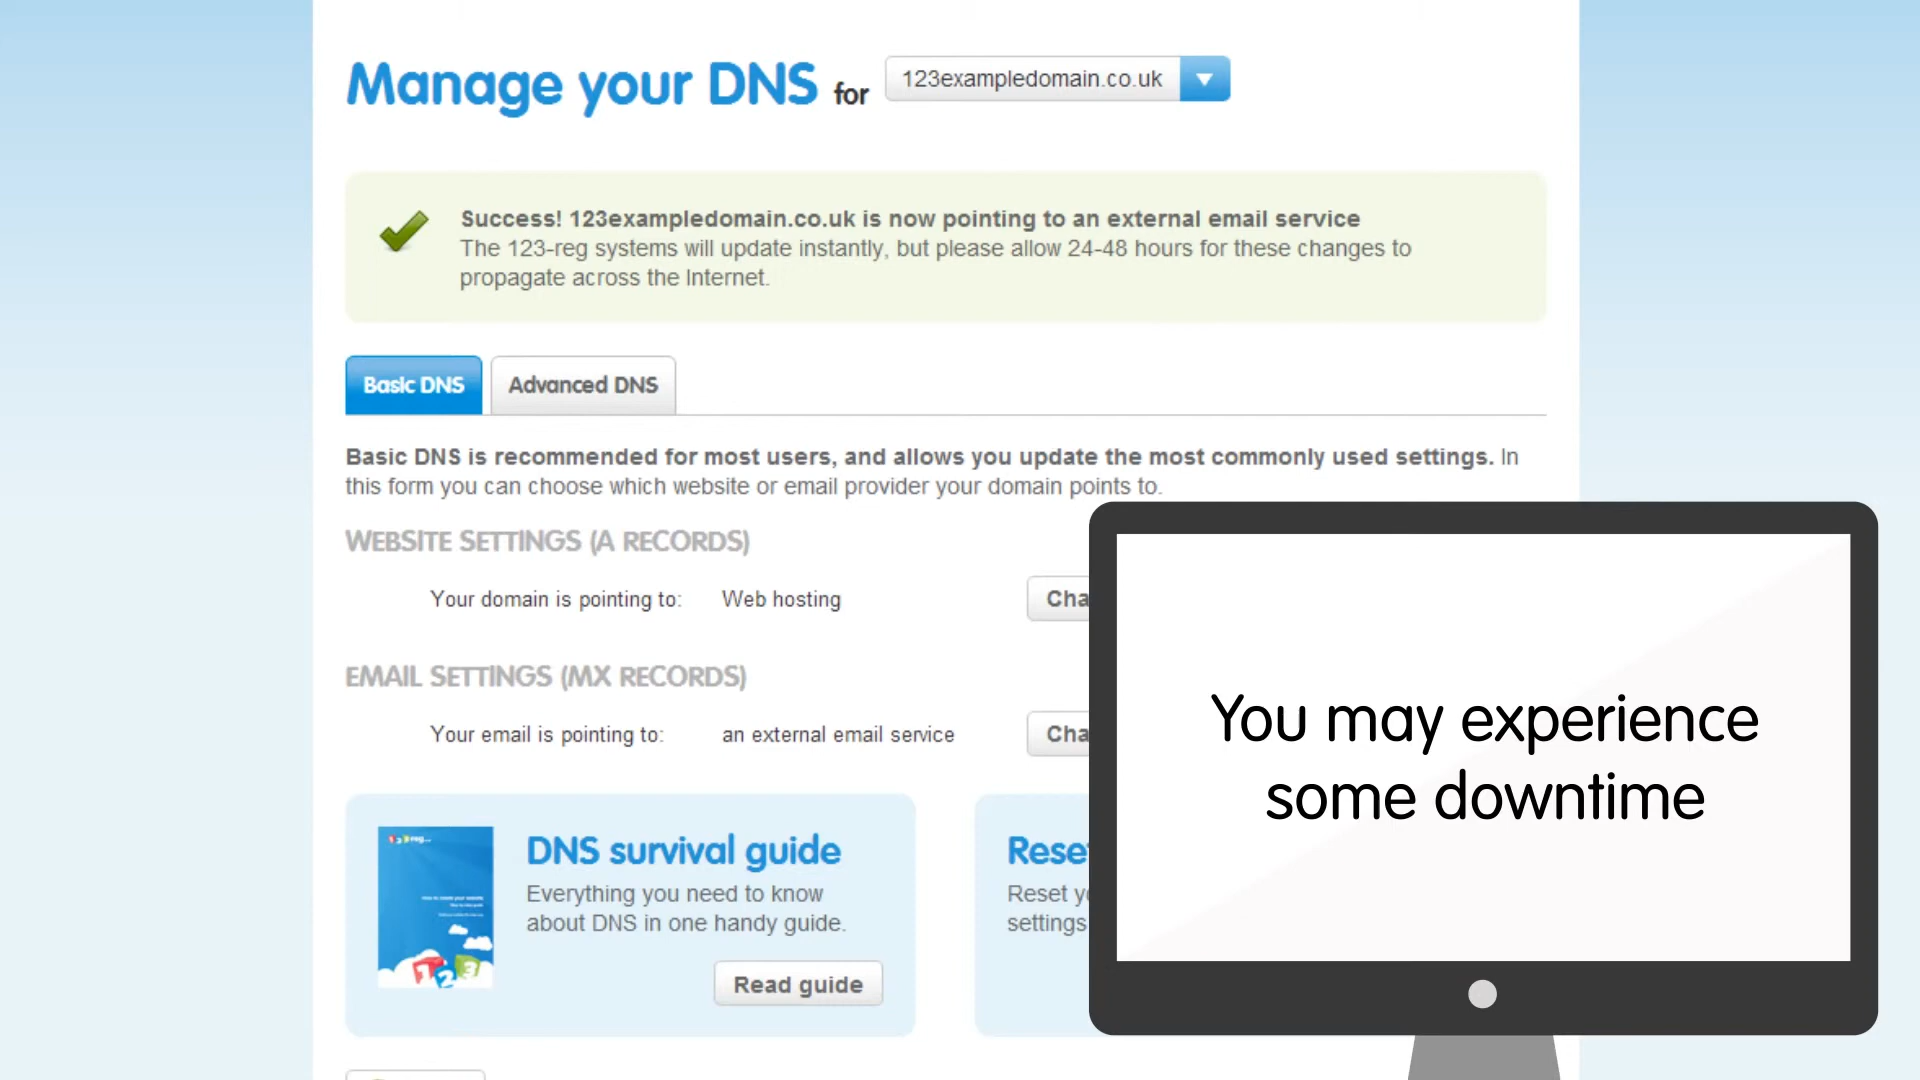 Manage your DNS for 123exampledomain.co.uk
Success! 123exampledomain.co.uk is now pointing to an external email service
The 123-reg systems will update instantly, but please allow 24-48 hours for these changes to
propagate across the Internet.
Basic DNS Advanced DNS
Basic DNS is recommended for most users, and allows you update the most commonly used settings. In
this form you can choose which website or email provider your domain points to.
WEBSITE SETTINGS (A RECORDS)
Your domain is pointing to: Web hosting Cha
EMAIL SETTINGS (MX RECORDS)
Your email is pointing to: an external email service Cha
You may experience
some downtime
DNS survival guide
Everything you need to know
about DNS in one handy guide.
Read guide
Reset
Reset y
settings
123